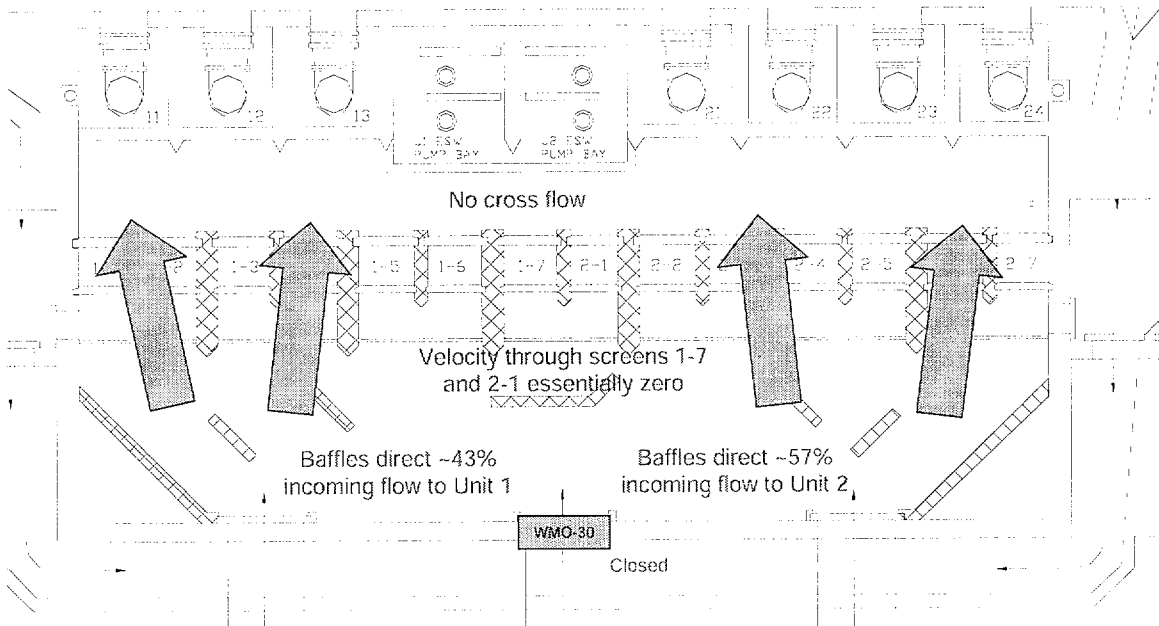 11 12 13 21 22 23 24
U1 ESW U2 ESW
PUMP BAY PUMP BAY
No cross flow
1-3 1-5 1-6 1-7 2-1 2-2 2-4 2-5 2-7
Velocity through screens 1-7
and 2-1 essentially zero
Baffles direct ~43%
incoming flow to Unit 1
Baffles direct ~57%
incoming flow to Unit 2
WMO-30
Closed